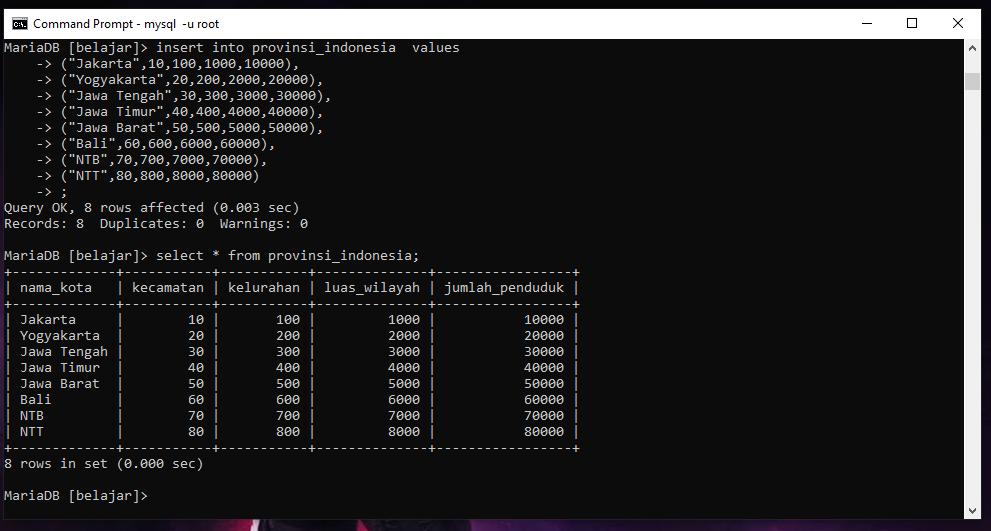 Command Prompt - mysql  -u root
MariaDB [belajar]> insert into provinsi_indonesia  values
    -> ("Jakarta",10,100,1000,10000),
    -> ("Yogyakarta",20,200,2000,20000),
    -> ("Jawa Tengah",30,300,3000,30000),
    -> ("Jawa Timur",40,400,4000,40000),
    -> ("Jawa Barat",50,500,5000,50000),
    -> ("Bali",60,600,6000,60000),
    -> ("NTB",70,700,7000,70000),
    -> ("NTT",80,800,8000,80000)
    -> ;
Query OK, 8 rows affected (0.003 sec)
Records: 8  Duplicates: 0  Warnings: 0
MariaDB [belajar]> select * from provinsi_indonesia;
+-------------+-----------+-----------+--------------+-----------------+
| nama_kota   | kecamatan | kelurahan | luas_wilayah | jumlah_penduduk |
+-------------+-----------+-----------+--------------+-----------------+
| Jakarta     |        10 |       100 |         1000 |           10000 |
| Yogyakarta  |        20 |       200 |         2000 |           20000 |
| Jawa Tengah |        30 |       300 |         3000 |           30000 |
| Jawa Timur  |        40 |       400 |         4000 |           40000 |
| Jawa Barat  |        50 |       500 |         5000 |           50000 |
| Bali        |        60 |       600 |         6000 |           60000 |
| NTB         |        70 |       700 |         7000 |           70000 |
| NTT         |        80 |       800 |         8000 |           80000 |
+-------------+-----------+-----------+--------------+-----------------+
8 rows in set (0.000 sec)
MariaDB [belajar]>